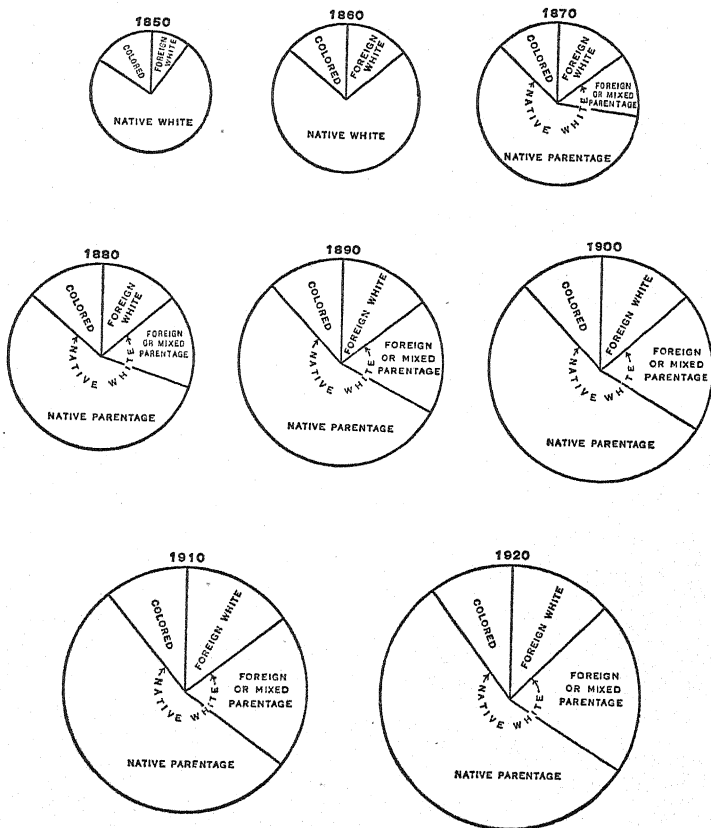 1850
COLORED
FOREIGN
WHITE
NATIVE WHITE
1860
COLORED
FOREIGN
WHITE
NATIVE WHITE
1870
COLORED
FOREIGN
WHITE
FOREIGN
OR MIXED
PARENTAGE
NATIVE WHITE
NATIVE PARENTAGE
1880
COLORED
FOREIGN
WHITE
FOREIGN
OR MIXED
PARENTAGE
NATIVE WHITE
NATIVE PARENTAGE
1890
COLORED
FOREIGN WHITE
FOREIGN
OR MIXED
PARENTAGE
NATIVE WHITE
NATIVE PARENTAGE
1900
COLORED
FOREIGN WHITE
FOREIGN
OR MIXED
PARENTAGE
NATIVE WHITE
NATIVE PARENTAGE
1910
COLORED
FOREIGN WHITE
FOREIGN
OR MIXED
PARENTAGE
NATIVE WHITE
NATIVE PARENTAGE
1920
COLORED
FOREIGN WHITE
FOREIGN
OR MIXED
PARENTAGE
NATIVE WHITE
NATIVE PARENTAGE